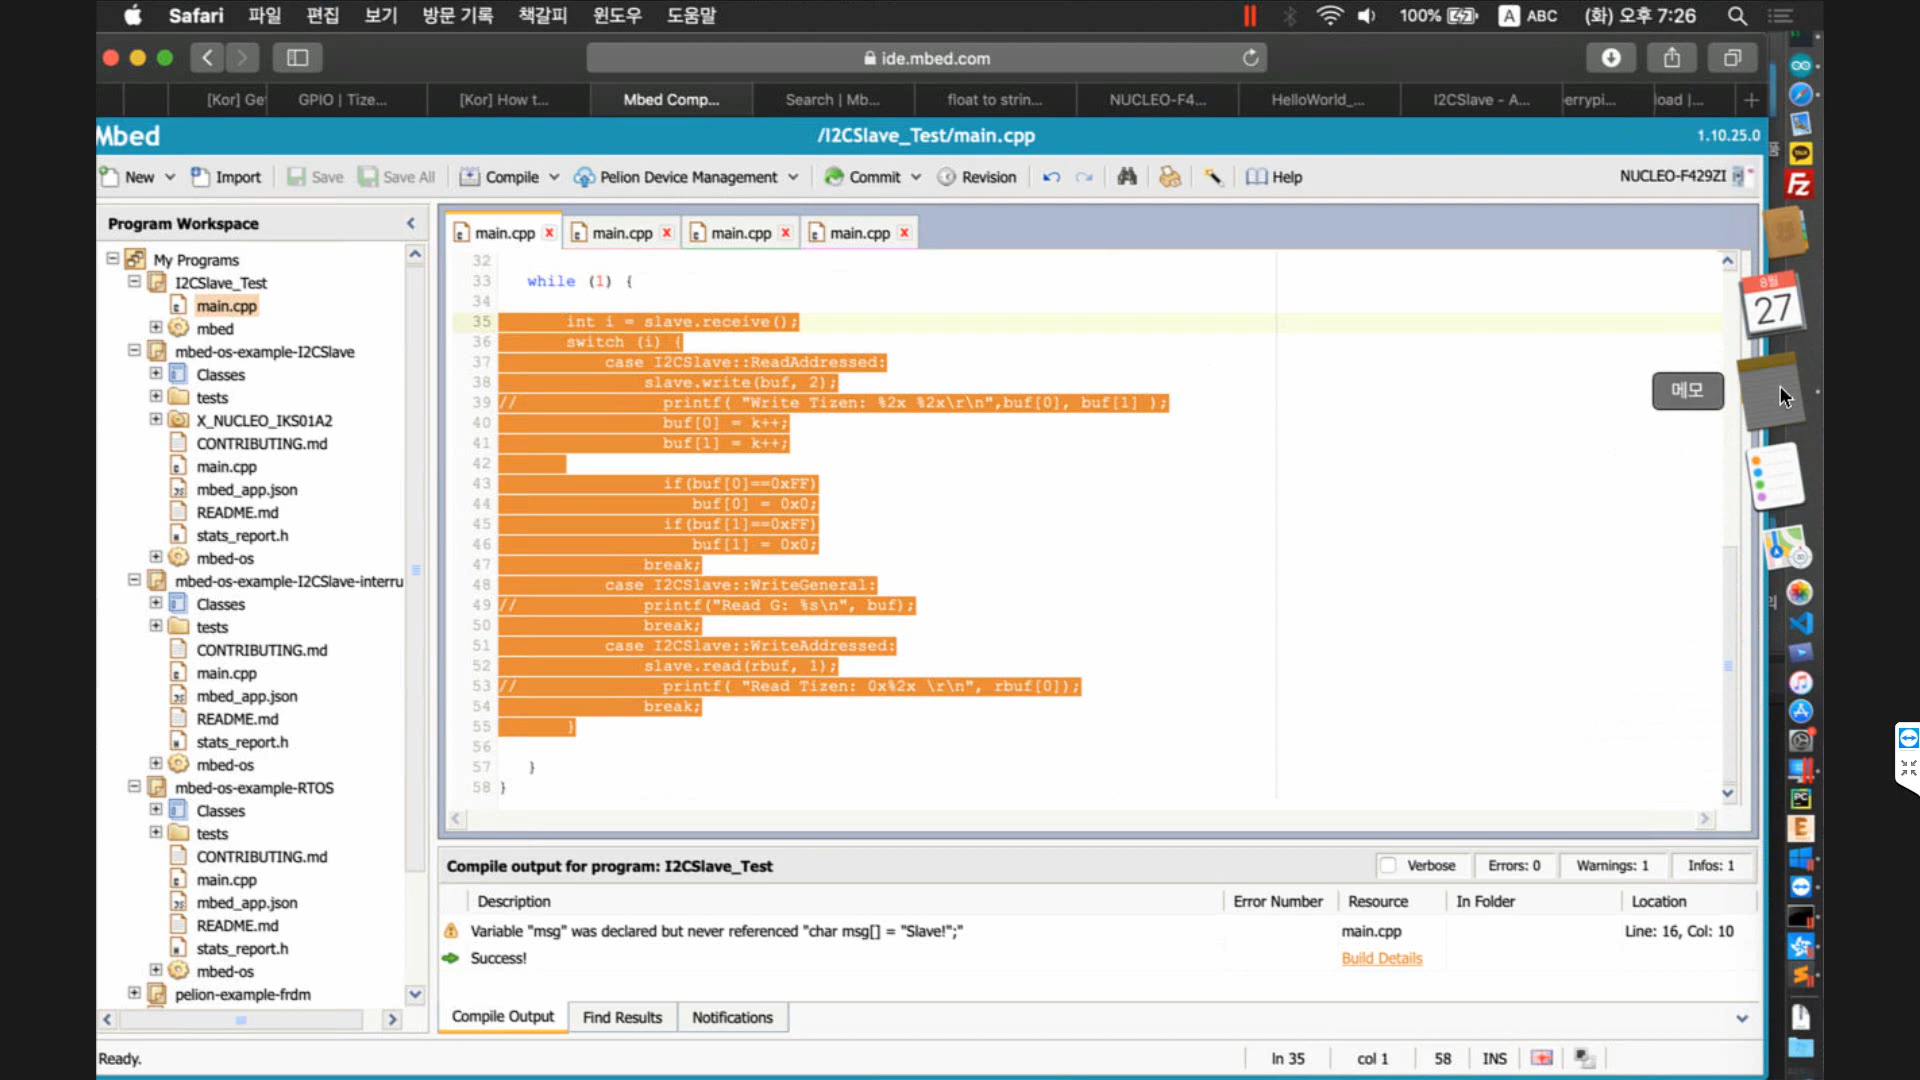 Safari 파일 편집 보기 방문 기록 책갈피 윈도우 도움말 100% A ABC (화) 오후 7:26
ide.mbed.com
[Kor] Ge GPIO | Tize... [Kor] How t... Mbed Comp... Search | Mb... float to strin... NUCLEO-F4... HelloWorld_... I2CSlave - A... errypi... load |...
Mbed /I2CSlave_Test/main.cpp 1.10.25.0
New Import Save Save All Compile Pelion Device Management Commit Revision Help NUCLEO-F429ZI
Program Workspace
My Programs
I2CSlave_Test
main.cpp
mbed
mbed-os-example-I2CSlave
Classes
tests
X_NUCLEO_IKS01A2
CONTRIBUTING.md
main.cpp
mbed_app.json
README.md
stats_report.h
mbed-os
mbed-os-example-I2CSlave-interru
Classes
tests
CONTRIBUTING.md
main.cpp
mbed_app.json
README.md
stats_report.h
mbed-os
mbed-os-example-RTOS
Classes
tests
CONTRIBUTING.md
main.cpp
mbed_app.json
README.md
stats_report.h
mbed-os
pelion-example-frdm
main.cpp main.cpp main.cpp main.cpp
32
33 while (1) {
34
35 int i = slave.receive();
36 switch (i) {
37 case I2CSlave::ReadAddressed:
38 slave.write(buf, 2);
39 // printf( "Write Tizen: %2x %2x\r\n",buf[0], buf[1] );
40 buf[0] = k++;
41 buf[1] = k++;
42
43 if(buf[0]==0xFF)
44 buf[0] = 0x0;
45 if(buf[1]==0xFF)
46 buf[1] = 0x0;
47 break;
48 case I2CSlave::WriteGeneral:
49 // printf("Read G: %s\n", buf);
50 break;
51 case I2CSlave::WriteAddressed:
52 slave.read(rbuf, 1);
53 // printf( "Read Tizen: 0x%2x \r\n", rbuf[0]);
54 break;
55 }
56
57 }
58 }
8월
27
메모
Compile output for program: I2CSlave_Test Verbose Errors: 0 Warnings: 1 Infos: 1
Description Error Number Resource In Folder Location
Variable "msg" was declared but never referenced "char msg[] = "Slave!";" main.cpp Line: 16, Col: 10
Success! Build Details
Compile Output Find Results Notifications
Ready. ln 35 col 1 58 INS